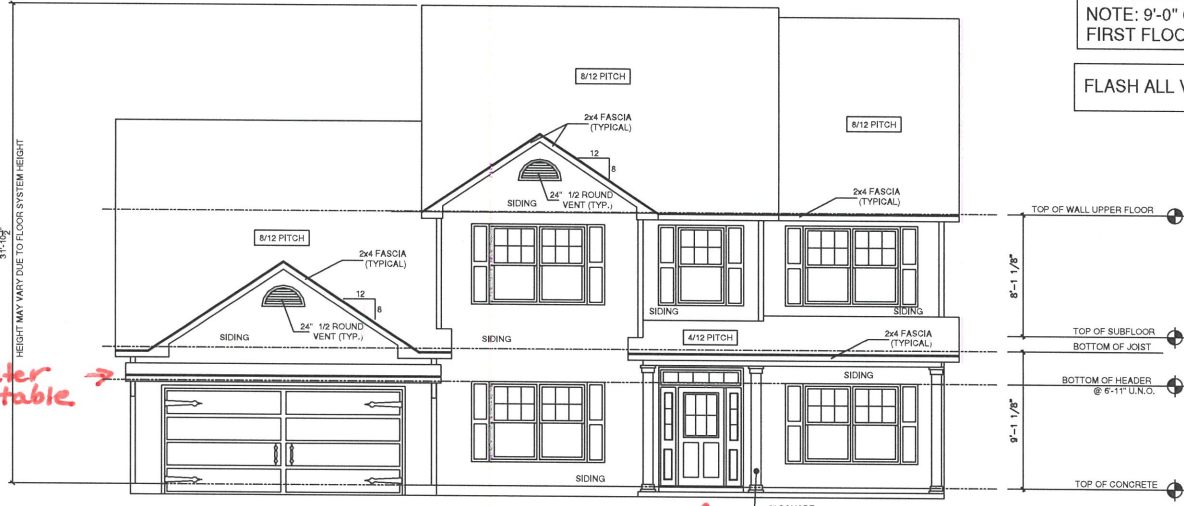 NOTE: 9'-0"
FIRST FLOO
FLASH ALL
8/12 PITCH
2x4 FASCIA
(TYPICAL)
8/12 PITCH
12
8
24" 1/2 ROUND
VENT (TYP.)
SIDING
2x4 FASCIA
(TYPICAL)
TOP OF WALL UPPER FLOOR
HEIGHT MAY VARY DUE TO FLOOR SYSTEM HEIGHT
8/12 PITCH
2x4 FASCIA
(TYPICAL)
12
8
24" 1/2 ROUND
VENT (TYP.)
SIDING
SIDING
SIDING
SIDING
8'-1 1/8"
4/12 PITCH
2x4 FASCIA
(TYPICAL)
TOP OF SUBFLOOR
BOTTOM OF JOIST
SIDING
ter
table
BOTTOM OF HEADER
@ 6'-11" U.N.O.
9'-1 1/8"
SIDING
TOP OF CONCRETE